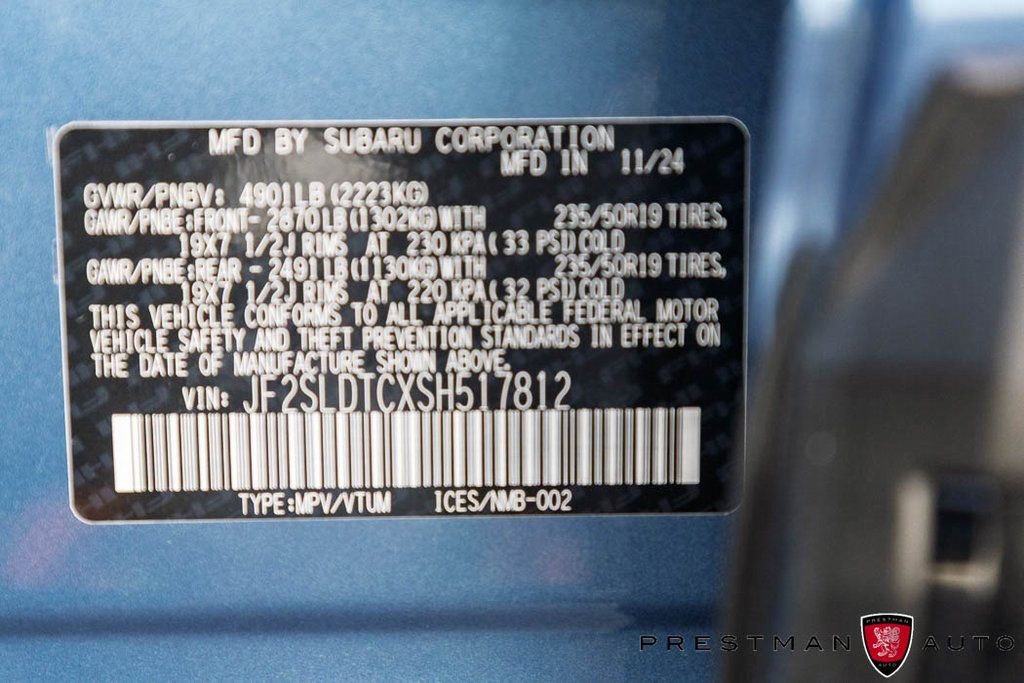 MFD BY SUBARU CORPORATION
MFD IN 11/24
GVWR/PNBV: 4901LB(2223KG)
GAWR/PNBE:FRONT- 2870LB(1302KG)WITH 235/50R19 TIRES,
19X7 1/2J RIMS AT 230 KPA( 33 PSI)COLD
GAWR/PNBE:REAR - 2491LB(1130KG)WITH 235/50R19 TIRES,
19X7 1/2J RIMS AT 220 KPA( 32 PSI)COLD
THIS VEHICLE CONFORMS TO ALL APPLICABLE FEDERAL MOTOR
VEHICLE SAFETY AND THEFT PREVENTION STANDARDS IN EFFECT ON
THE DATE OF MANUFACTURE SHOWN ABOVE.
VIN: JF2SLDTCXSH517812
TYPE:MPV/VTUM ICES/NMB-002
PRESTMAN PRESTMAN AUTO AUTO